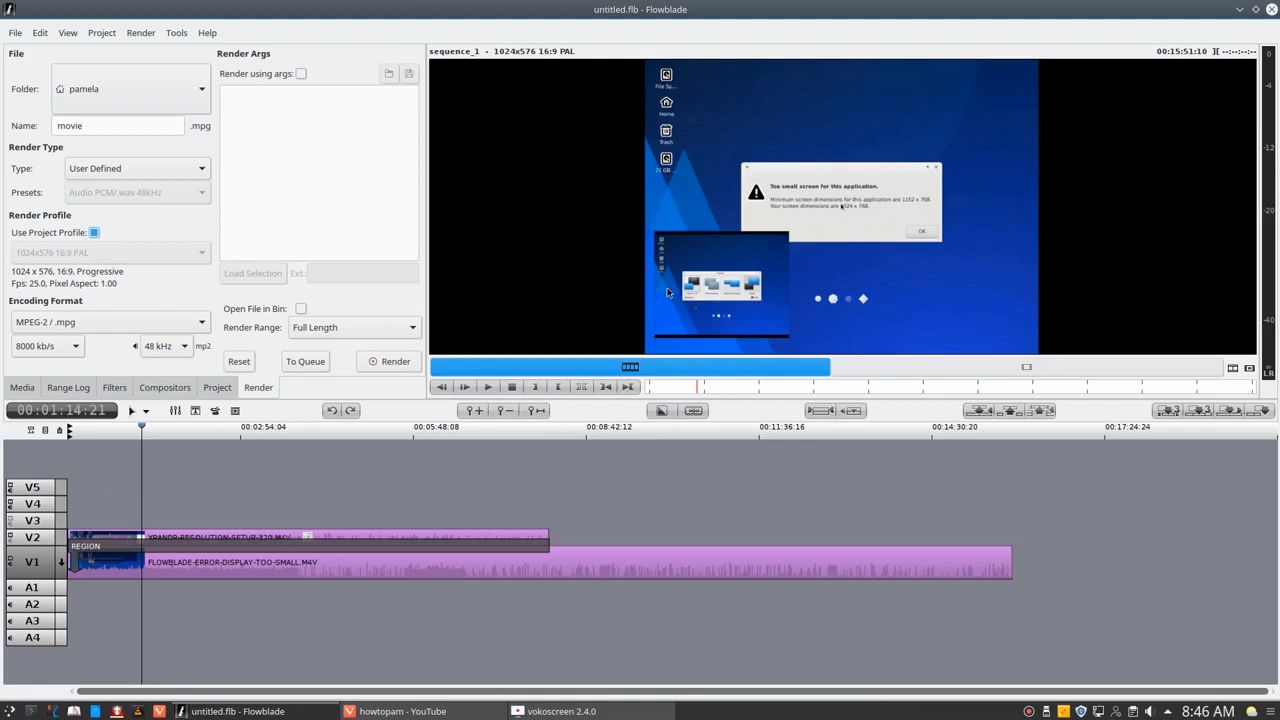 untitled.flb - Flowblade
File Edit View Project Render Tools Help
File
Folder: pamela
Name: movie .mpg
Render Type
Type: User Defined
Presets: Audio PCM/.wav 48kHz
Render Profile
Use Project Profile:
1024x576 16:9 PAL
1024 x 576, 16:9, Progressive
Fps: 25.0, Pixel Aspect: 1.00
Encoding Format
MPEG-2 / .mpg
8000 kb/s 48 kHz mp2
Render Args
Render using args:
Load Selection Ext.:
Open File in Bin:
Render Range: Full Length
Reset To Queue Render
Media Range Log Filters Compositors Project Render
sequence_1 - 1024x576 16:9 PAL
00:15:51:10 ][ --:--:--:--
File Sy...
Home
Trash
21 GB ...
Too small screen for this application.
Minimum screen dimensions for this application are 1152 x 768.
Your screen dimensions are 1024 x 768.
OK
0
-4
-12
-20
-40
L R
00:01:14:21
00:02:54:04 00:05:48:08 00:08:42:12 00:11:36:16 00:14:30:20 00:17:24:24
V5
V4
V3
V2 XRANDR-RESOLUTION-SETUP-320.M4V
REGION
V1 FLOWBLADE-ERROR-DISPLAY-TOO-SMALL.M4V
A1
A2
A3
A4
untitled.flb - Flowblade howtopam - YouTube vokoscreen 2.4.0 8:46 AM